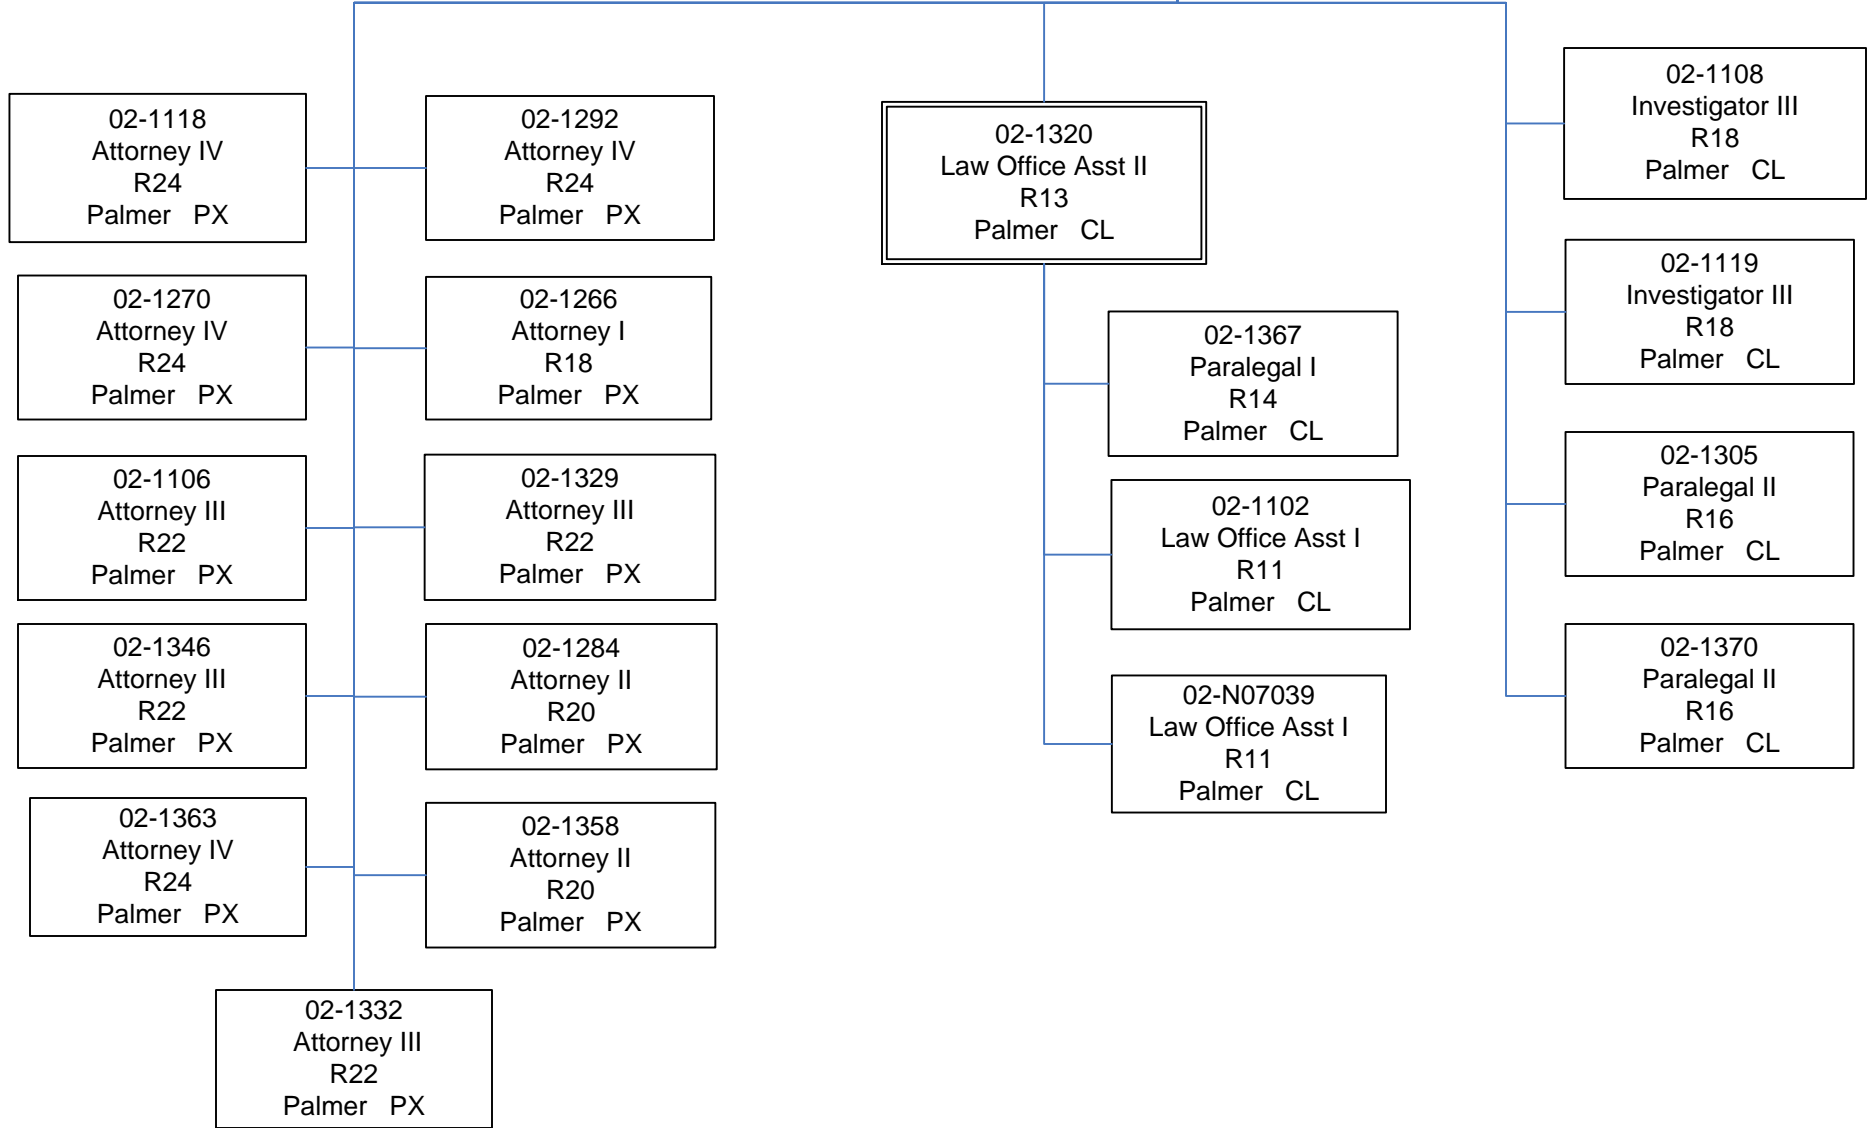 02-1118
Attorney IV
R24
Palmer PX
02-1292
Attorney IV
R24
Palmer PX
02-1270
Attorney IV
R24
Palmer PX
02-1266
Attorney I
R18
Palmer PX
02-1106
Attorney III
R22
Palmer PX
02-1329
Attorney III
R22
Palmer PX
02-1346
Attorney III
R22
Palmer PX
02-1284
Attorney II
R20
Palmer PX
02-1363
Attorney IV
R24
Palmer PX
02-1358
Attorney II
R20
Palmer PX
02-1332
Attorney III
R22
Palmer PX
02-1320
Law Office Asst II
R13
Palmer CL
02-1367
Paralegal I
R14
Palmer CL
02-1102
Law Office Asst I
R11
Palmer CL
02-N07039
Law Office Asst I
R11
Palmer CL
02-1108
Investigator III
R18
Palmer CL
02-1119
Investigator III
R18
Palmer CL
02-1305
Paralegal II
R16
Palmer CL
02-1370
Paralegal II
R16
Palmer CL